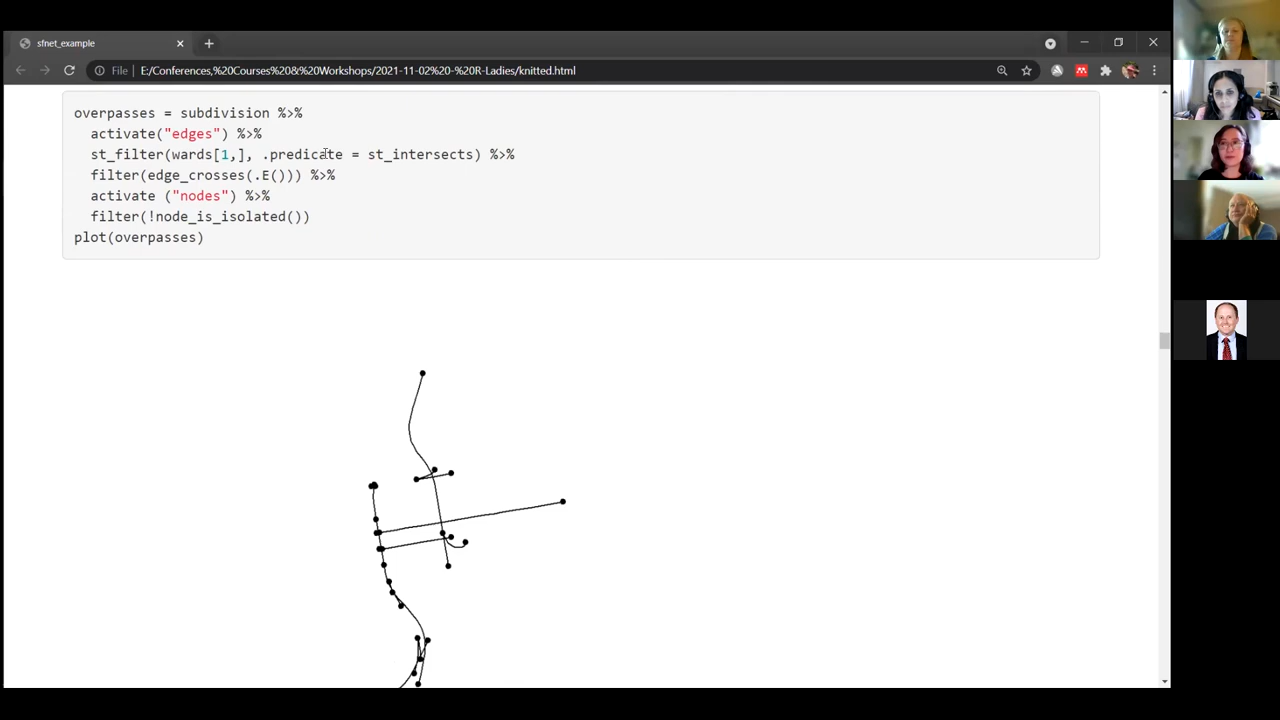 sfnet_example
File E:/Conferences,%20Courses%20&%20Workshops/2021-11-02%20-%20R-Ladies/knitted.html
overpasses = subdivision %>%
activate("edges") %>%
st_filter(wards[1,], .predicate = st_intersects) %>%
filter(edge_crosses(.E())) %>%
activate ("nodes") %>%
filter(!node_is_isolated())
plot(overpasses)